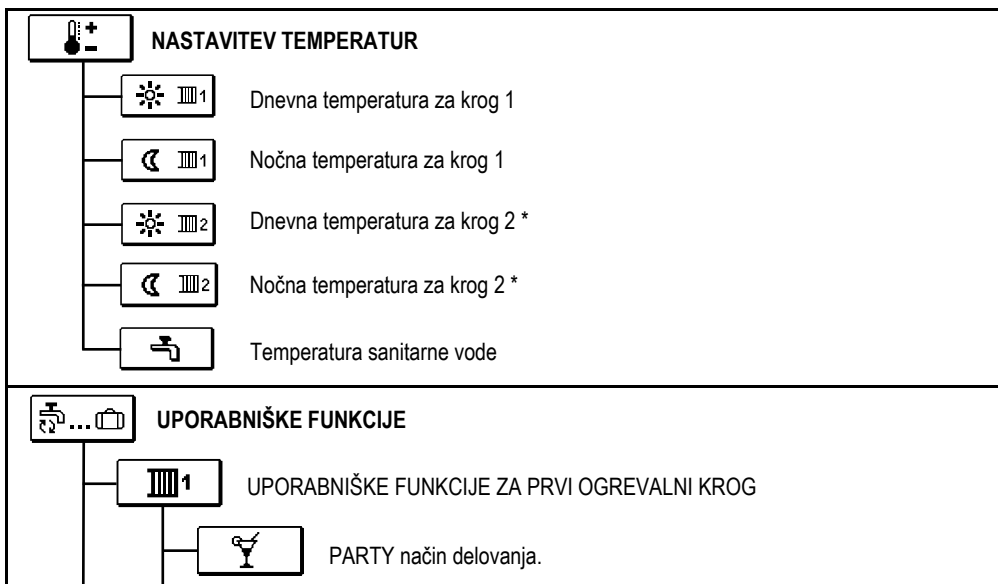 NASTAVITEV TEMPERATUR
1 Dnevna temperatura za krog 1
1 Nočna temperatura za krog 1
2 Dnevna temperatura za krog 2 *
2 Nočna temperatura za krog 2 *
Temperatura sanitarne vode
... UPORABNIŠKE FUNKCIJE
1 UPORABNIŠKE FUNKCIJE ZA PRVI OGREVALNI KROG
PARTY način delovanja.